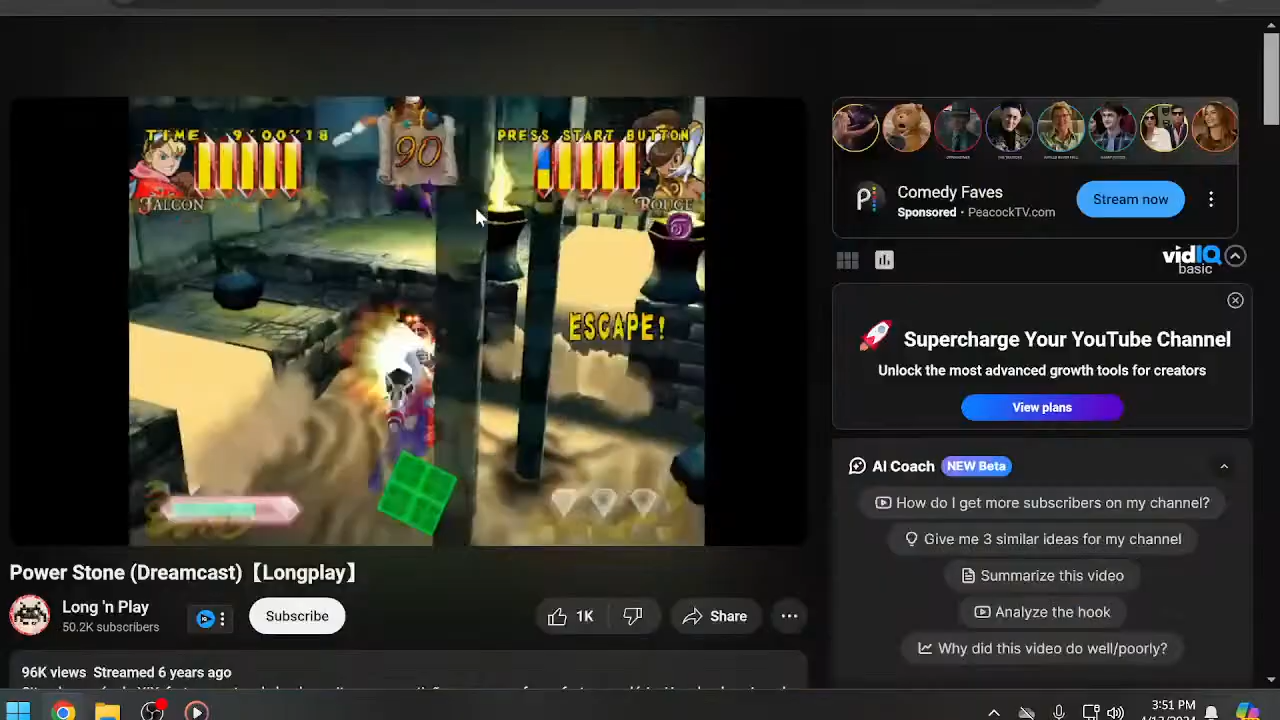 TIME 9'00"18
PRESS START BUTTON
90
FALCON
ROUGE
ESCAPE!
Power Stone (Dreamcast)【Longplay】
Long 'n Play
50.2K subscribers
Subscribe
1K
Share
96K views Streamed 6 years ago
Comedy Faves
Sponsored • PeacockTV.com
Stream now
vidIQ
basic
Supercharge Your YouTube Channel
Unlock the most advanced growth tools for creators
View plans
AI Coach NEW Beta
How do I get more subscribers on my channel?
Give me 3 similar ideas for my channel
Summarize this video
Anayze the hook
Why did this video do well/poorly?
3:51 PM